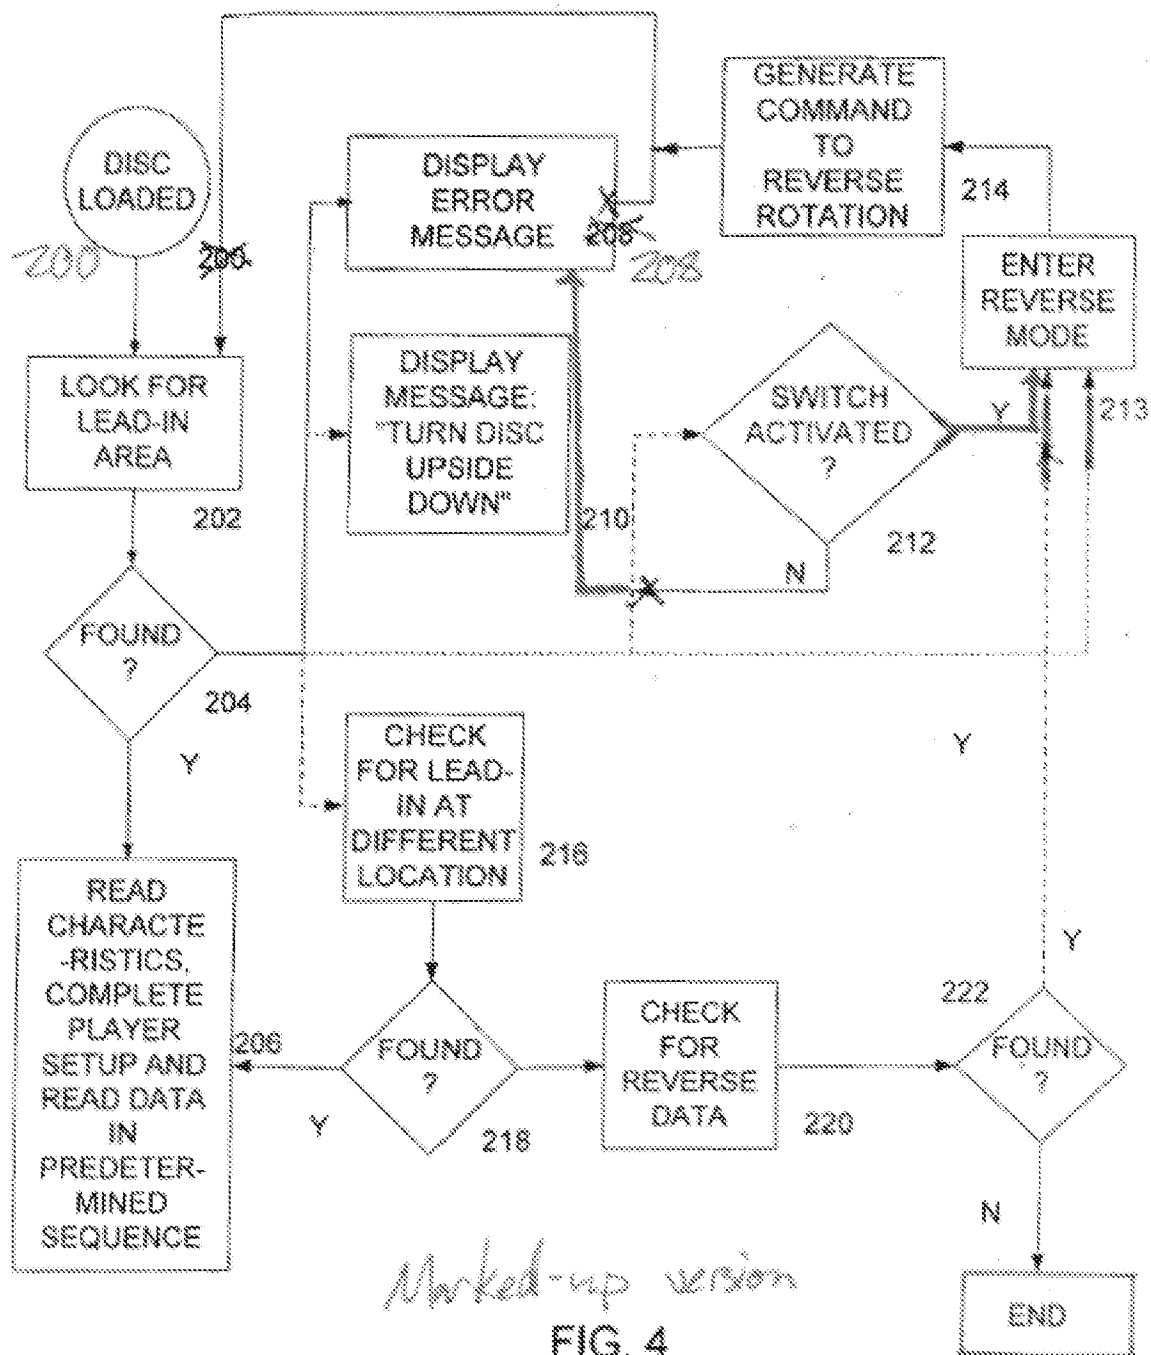 DISC
LOADED
200
200
LOOK FOR
LEAD-IN
AREA
202
FOUND
?
204
Y
READ
CHARACTE
-RISTICS,
COMPLETE
PLAYER
SETUP AND
READ DATA
IN
PREDETER-
MINED
SEQUENCE
206
DISPLAY
ERROR
MESSAGE
208
208
DISPLAY
MESSAGE:
"TURN DISC
UPSIDE
DOWN"
210
GENERATE
COMMAND
TO
REVERSE
ROTATION
214
ENTER
REVERSE
MODE
213
SWITCH
ACTIVATED
?
Y
212
N
CHECK
FOR LEAD-
IN AT
DIFFERENT
LOCATION
216
FOUND
?
Y
218
CHECK
FOR
REVERSE
DATA
220
Y
Y
222
FOUND
?
N
END
Marked-up version
FIG. 4